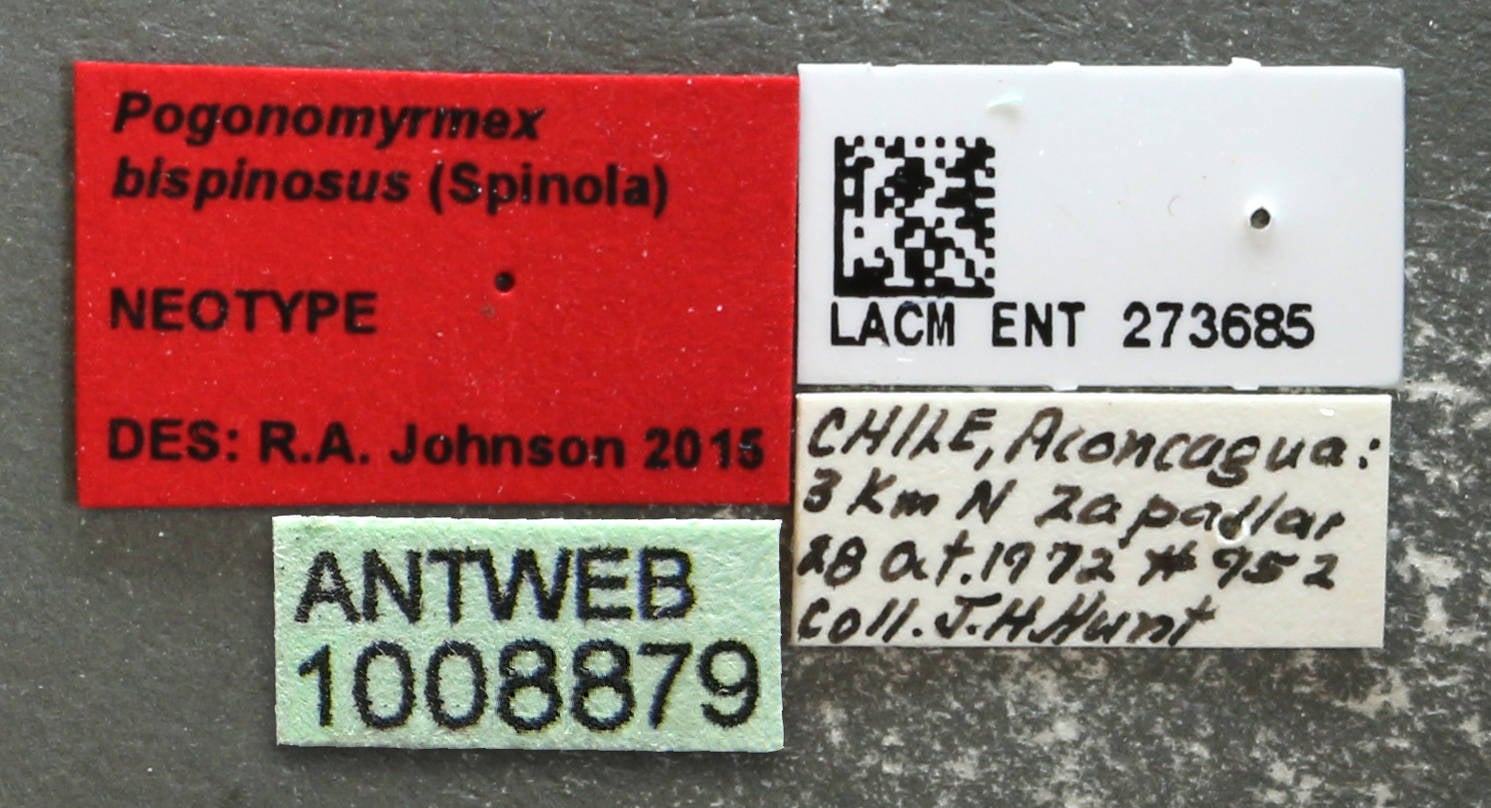 Pogonomyrmex
bispinosus (Spinola)
NEOTYPE
DES: R.A. Johnson 2015
LACM ENT 273685
CHILE, Aconcagua:
3 Km N Zapallar
28 Oct. 1972 #952
Coll. J.H. Hunt
ANTWEB
1008879